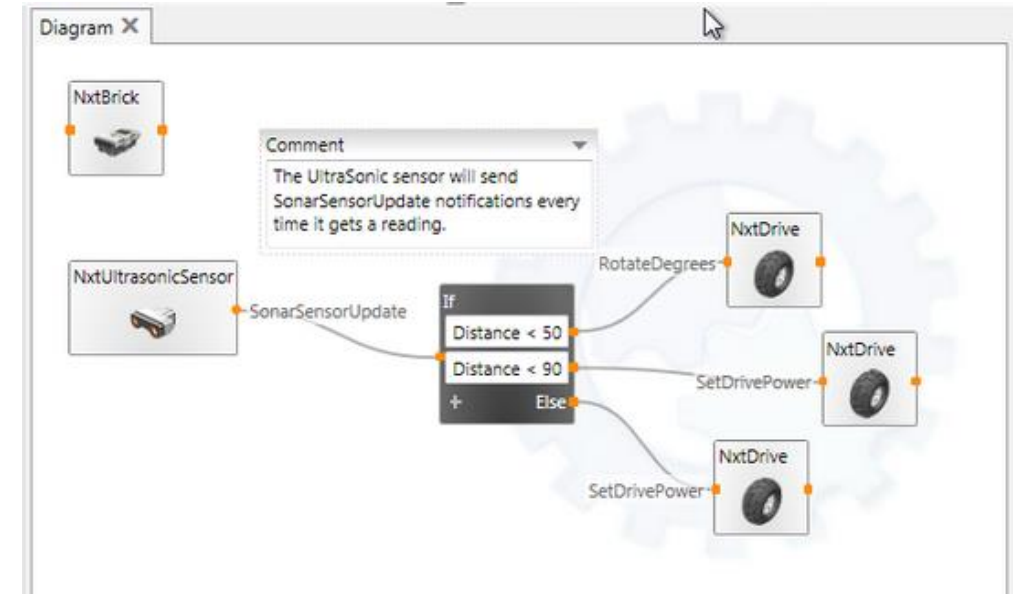 Diagram X
NxtBrick
Comment
The UltraSonic sensor will send
SonarSensorUpdate notifications every
time it gets a reading.
NxtDrive
RotateDegrees
NxtUltrasonicSensor
SonarSensorUpdate
If
Distance < 50
Distance < 90
+ Else
NxtDrive
SetDrivePower
NxtDrive
SetDrivePower